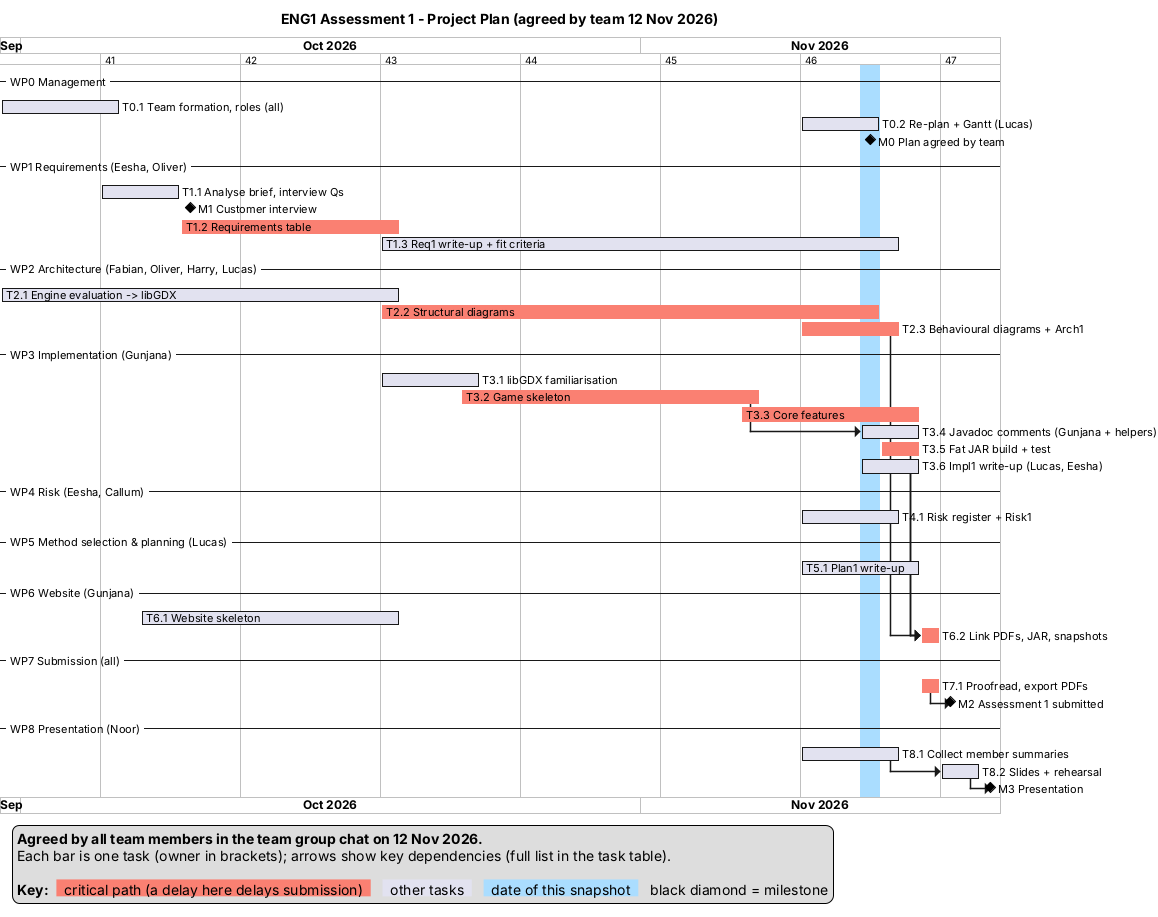 ENG1 Assessment 1 - Project Plan (agreed by team 12 Nov 2026)
Sep Oct 2026 Nov 2026
41 42 43 44 45 46 47
WP0 Management
T0.1 Team formation, roles (all)
T0.2 Re-plan + Gantt (Lucas)
M0 Plan agreed by team
WP1 Requirements (Eesha, Oliver)
T1.1 Analyse brief, interview Qs
M1 Customer interview
T1.2 Requirements table
T1.3 Req1 write-up + fit criteria
WP2 Architecture (Fabian, Oliver, Harry, Lucas)
T2.1 Engine evaluation -> libGDX
T2.2 Structural diagrams
T2.3 Behavioural diagrams + Arch1
WP3 Implementation (Gunjana)
T3.1 libGDX familiarisation
T3.2 Game skeleton
T3.3 Core features
T3.4 Javadoc comments (Gunjana + helpers)
T3.5 Fat JAR build + test
T3.6 Impl1 write-up (Lucas, Eesha)
WP4 Risk (Eesha, Callum)
T4.1 Risk register + Risk1
WP5 Method selection & planning (Lucas)
T5.1 Plan1 write-up
WP6 Website (Gunjana)
T6.1 Website skeleton
T6.2 Link PDFs, JAR, snapshots
WP7 Submission (all)
T7.1 Proofread, export PDFs
M2 Assessment 1 submitted
WP8 Presentation (Noor)
T8.1 Collect member summaries
T8.2 Slides + rehearsal
M3 Presentation
Sep Oct 2026 Nov 2026
Agreed by all team members in the team group chat on 12 Nov 2026.
Each bar is one task (owner in brackets); arrows show key dependencies (full list in the task table).
Key: critical path (a delay here delays submission) other tasks date of this snapshot black diamond = milestone